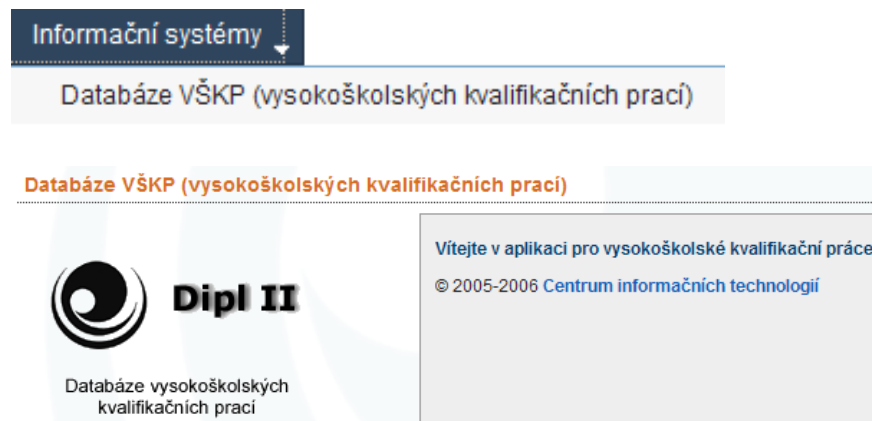 Informační systémy
Databáze VŠKP (vysokoškolských kvalifikačních prací)
Databáze VŠKP (vysokoškolských kvalifikačních prací)
Dipl II
Databáze vysokoškolských
kvalifikačních prací
Vítejte v aplikaci pro vysokoškolské kvalifikační práce
© 2005-2006 Centrum informačních technologií